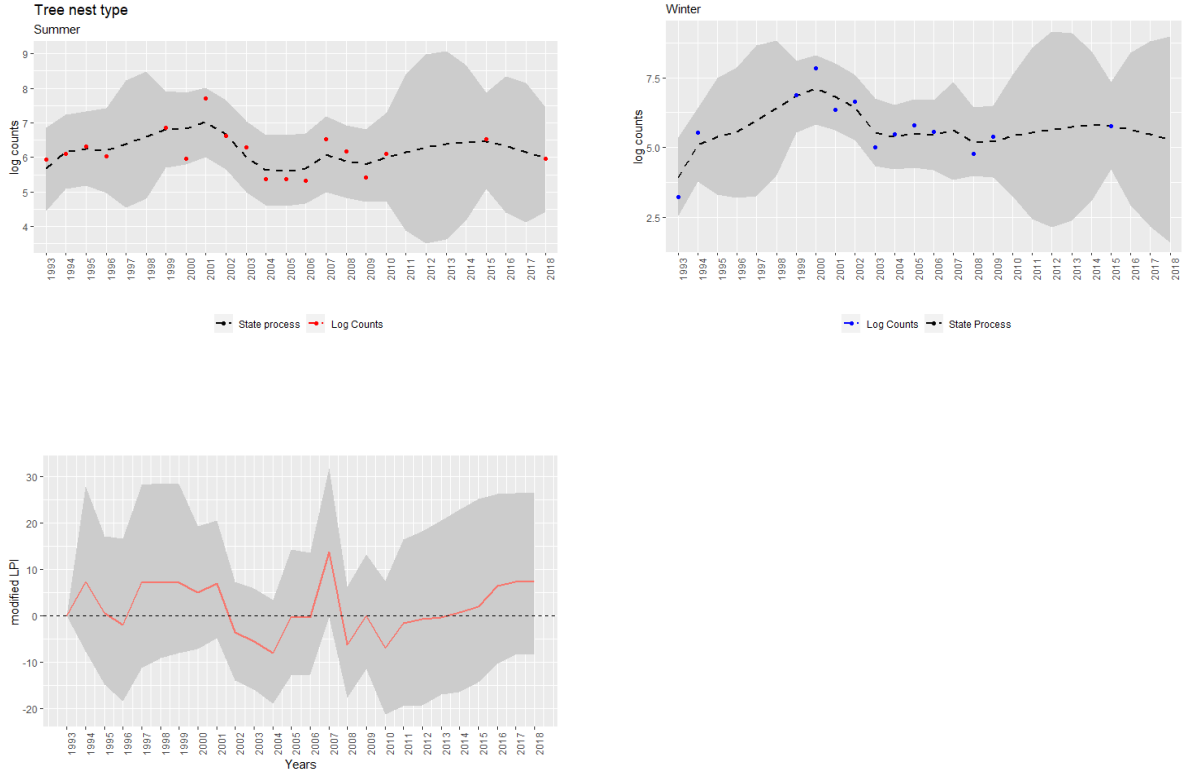 Tree nest type
Summer
log counts
9
8
7
6
5
4
1993 1994 1995 1996 1997 1998 1999 2000 2001 2002 2003 2004 2005 2006 2007 2008 2009 2010 2011 2012 2013 2014 2015 2016 2017 2018
State process Log Counts
Winter
log counts
7.5
5.0
2.5
1993 1994 1995 1996 1997 1998 1999 2000 2001 2002 2003 2004 2005 2006 2007 2008 2009 2010 2011 2012 2013 2014 2015 2016 2017 2018
Log Counts State Process
modified LPI
30
20
10
0
-10
-20
1993 1994 1995 1996 1997 1998 1999 2000 2001 2002 2003 2004 2005 2006 2007 2008 2009 2010 2011 2012 2013 2014 2015 2016 2017 2018
Years